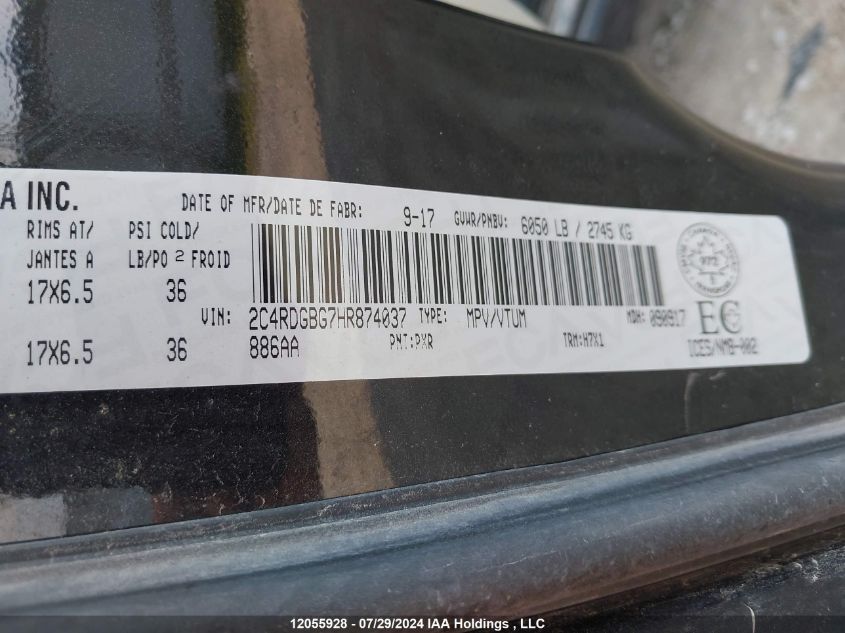 A INC.
DATE OF MFR/DATE DE FABR: 9-17 GVWR/PNBV: 6050 LB / 2745 KG
RIMS AT/ PSI COLD/
JANTES A LB/PO 2 FROID
17X6.5 36
VIN: 2C4RDGBG7HR874037 TYPE: MPV/VTUM MDH: 090917 EC
17X6.5 36 886AA PNT:PXR TRM:H7X1 ICES/NMB-002
12055928 - 07/29/2024 IAA Holdings , LLC